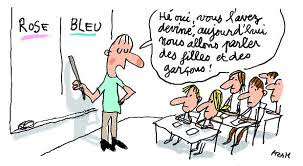 ROSE BLEU
Hé oui, vous l'avez
deviné, aujourd'hui
nous allons parler
des filles et des
garçons !